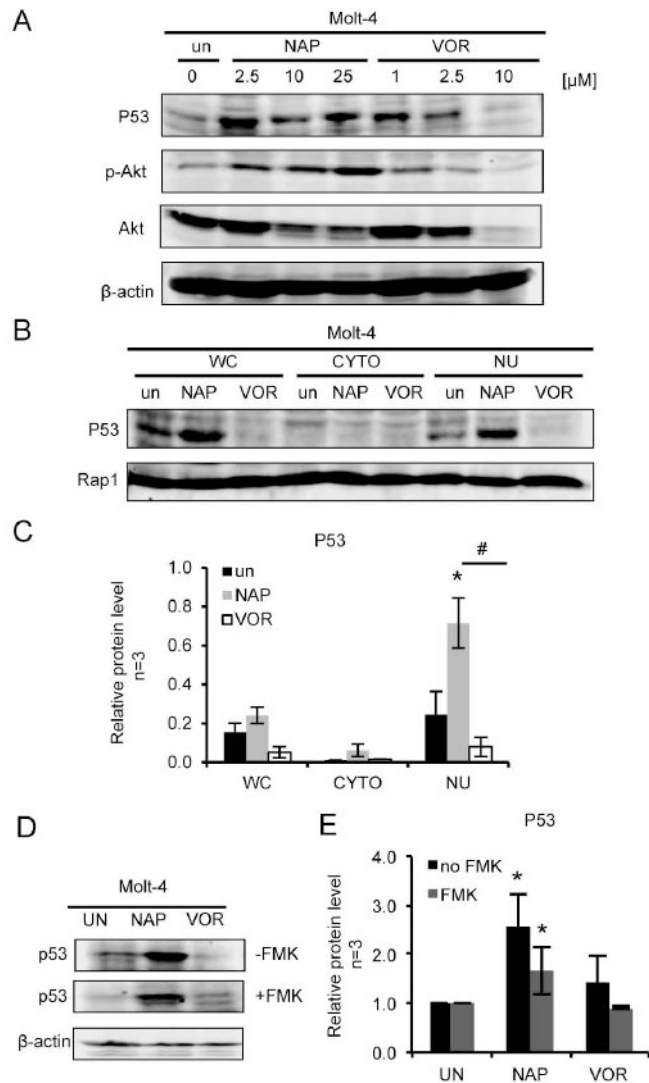 A
Molt-4
un NAP VOR
0 2.5 10 25 1 2.5 10 [µM]
P53
p-Akt
Akt
β-actin
B
Molt-4
WC CYTO NU
un NAP VOR un NAP VOR un NAP VOR
P53
Rap1
C
P53
Relative protein level
n=3
1.0
0.8
0.6
0.4
0.2
0.0
un
NAP
VOR
* #
WC CYTO NU
D
Molt-4
UN NAP VOR
p53 -FMK
p53 +FMK
β-actin
E
P53
Relative protein level
n=3
4.0
3.0
2.0
1.0
0.0
no FMK
FMK
*
*
UN NAP VOR